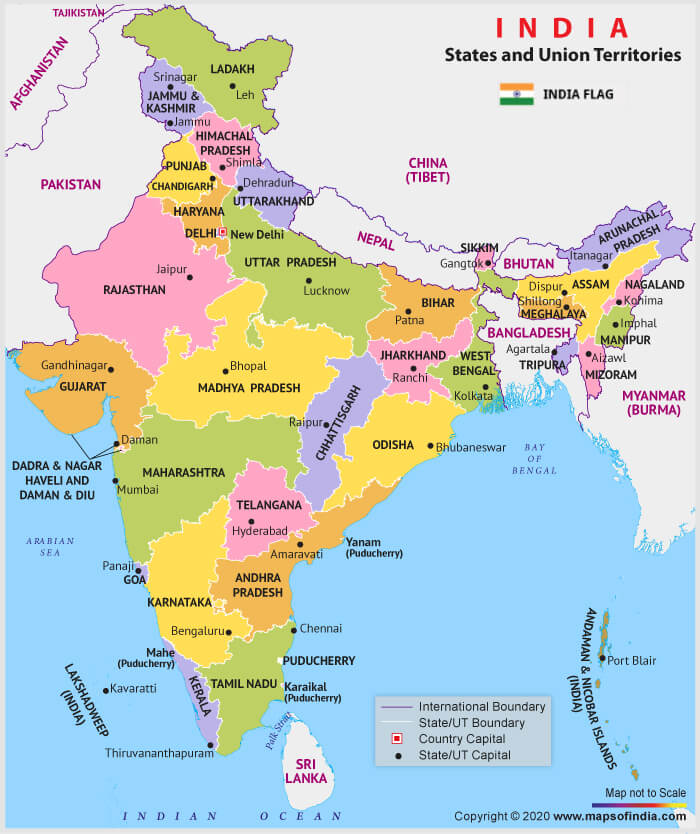 INDIA
States and Union Territories
INDIA FLAG
TAJIKISTAN
AFGHANISTAN
PAKISTAN
CHINA
(TIBET)
NEPAL
BHUTAN
BANGLADESH
MYANMAR
(BURMA)
SRI
LANKA
LADAKH
Leh
Srinagar
JAMMU &
KASHMIR
Jammu
HIMACHAL
PRADESH
Shimla
PUNJAB
CHANDIGARH
Dehradun
UTTARAKHAND
HARYANA
DELHI
New Delhi
UTTAR PRADESH
Lucknow
Jaipur
RAJASTHAN
SIKKIM
Gangtok
ARUNACHAL
PRADESH
Itanagar
Dispur
ASSAM
NAGALAND
Kohima
Shillong
MEGHALAYA
Imphal
MANIPUR
Agartala
TRIPURA
Aizawl
MIZORAM
BIHAR
Patna
JHARKHAND
Ranchi
WEST
BENGAL
Kolkata
Gandhinagar
GUJARAT
Bhopal
MADHYA PRADESH
Raipur
CHHATTISGARH
ODISHA
Bhubaneswar
Daman
DADRA & NAGAR
HAVELI AND
DAMAN & DIU
MAHARASHTRA
Mumbai
TELANGANA
Hyderabad
Yanam
(Puducherry)
Amaravati
ANDHRA
PRADESH
Panaji
GOA
KARNATAKA
Bengaluru
Chennai
Mahe
(Puducherry)
PUDUCHERRY
TAMIL NADU
Karaikal
(Puducherry)
KERALA
Thiruvananthapuram
Kavaratti
LAKSHADWEEP
(INDIA)
Palk Strait
ARABIAN
SEA
BAY
OF
BENGAL
INDIAN OCEAN
ANDAMAN & NICOBAR ISLANDS
(INDIA)
Port Blair
International Boundary
State/UT Boundary
Country Capital
State/UT Capital
Map not to Scale
Copyright © 2020 www.mapsofindia.com